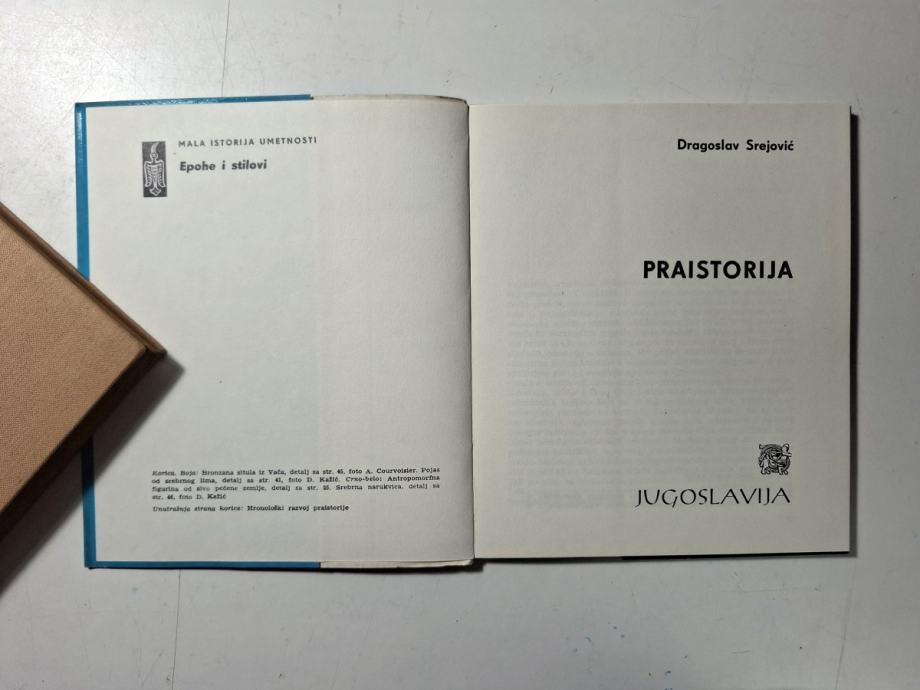 MALA ISTORIJA UMETNOSTI
Epohe i stilovi
Korice. Boja: Bronzana situla iz Vača, detalj sa str. 45, foto A. Courvoisier. Pojas
od srebrnog lima, detalj sa str. 41, foto D. Kažić. Crno-belo: Antropomorfna
figurina od sivo pečene zemlje, detalj sa str. 25. Srebrna narukvica, detalj sa
str. 46, foto D. Kažić
Unutrašnja strana korice: Hronološki razvoj praistorije
Dragoslav Srejović
PRAISTORIJA
JUGOSLAVIJA